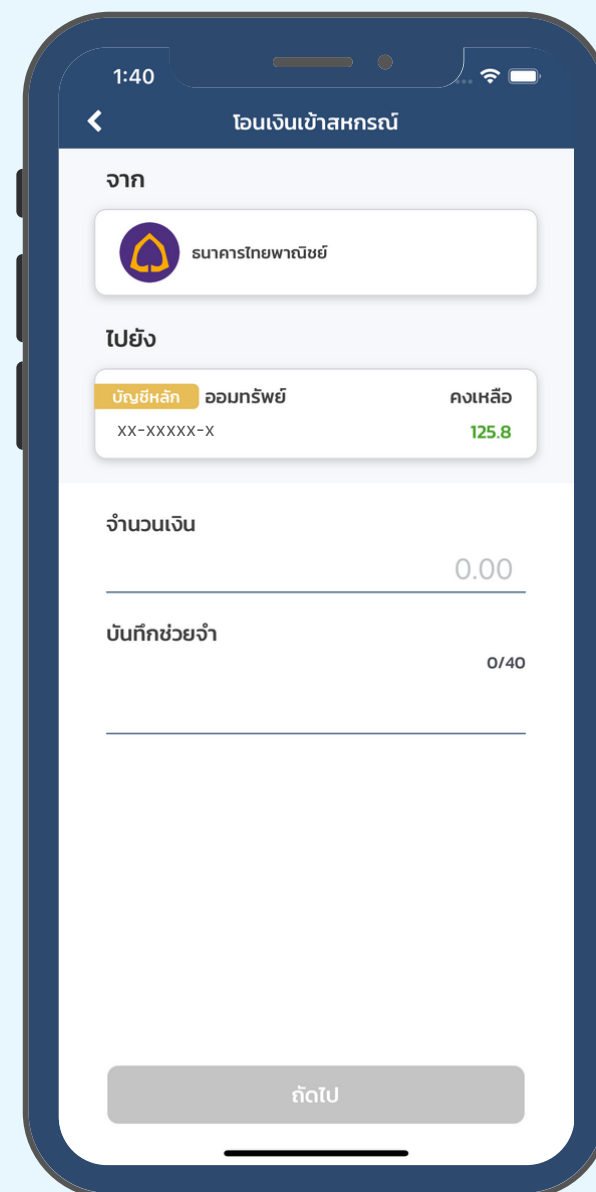 1:40
โอนเงินเข้าสหกรณ์
จาก
ธนาคารไทยพาณิชย์
ไปยัง
บัญชีหลัก ออมทรัพย์ คงเหลือ
xx-xxxxx-x 125.8
จำนวนเงิน
0.00
บันทึกช่วยจำ
0/40
ถัดไป